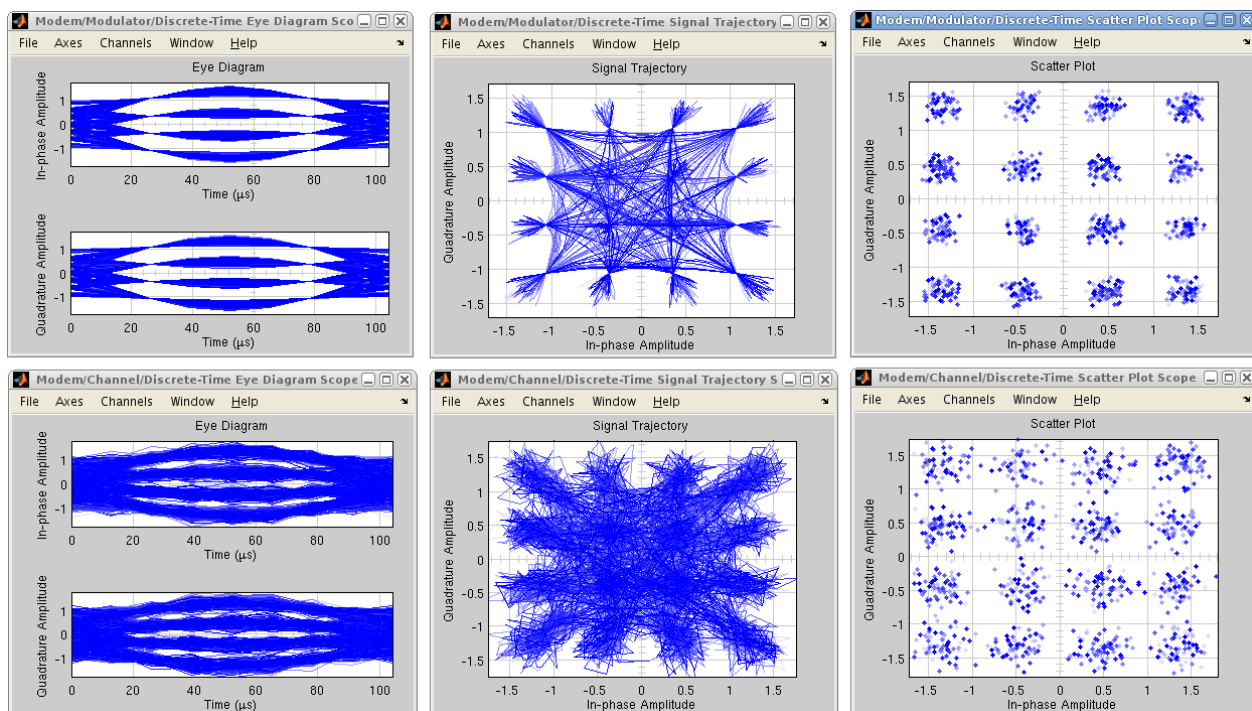 Modem/Modulator/Discrete-Time Eye Diagram Sco
File Axes Channels Window Help
Eye Diagram
In-phase Amplitude
1
0
-1
0 20 40 60 80 100
Time (μs)
Quadrature Amplitude
1
0
-1
0 20 40 60 80 100
Time (μs)
Modem/Modulator/Discrete-Time Signal Trajectory
File Axes Channels Window Help
Signal Trajectory
Quadrature Amplitude
1.5
1
0.5
0
-0.5
-1
-1.5
-1.5 -1 -0.5 0 0.5 1 1.5
In-phase Amplitude
Modem/Modulator/Discrete-Time Scatter Plot Scope
File Axes Channels Window Help
Scatter Plot
Quadrature Amplitude
1.5
1
0.5
0
-0.5
-1
-1.5
-1.5 -1 -0.5 0 0.5 1 1.5
In-phase Amplitude
Modem/Channel/Discrete-Time Eye Diagram Scope
File Axes Channels Window Help
Eye Diagram
In-phase Amplitude
1
0
-1
0 20 40 60 80 100
Time (μs)
Quadrature Amplitude
1
0
-1
0 20 40 60 80 100
Time (μs)
Modem/Channel/Discrete-Time Signal Trajectory S
File Axes Channels Window Help
Signal Trajectory
Quadrature Amplitude
1.5
1
0.5
0
-0.5
-1
-1.5
-1.5 -1 -0.5 0 0.5 1 1.5
In-phase Amplitude
Modem/Channel/Discrete-Time Scatter Plot Scope
File Axes Channels Window Help
Scatter Plot
Quadrature Amplitude
1.5
1
0.5
0
-0.5
-1
-1.5
-1.5 -1 -0.5 0 0.5 1 1.5
In-phase Amplitude